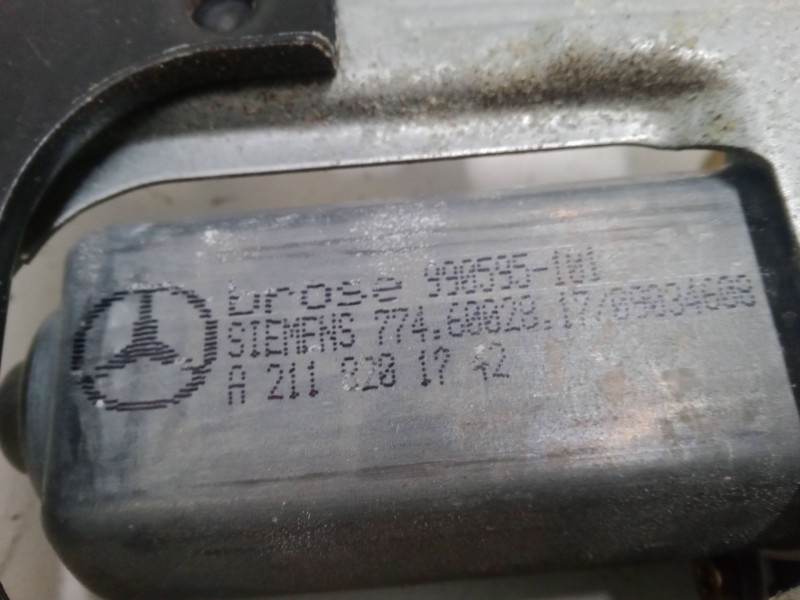 brose 990595-101
SIEMENS 774.60028.17/09034608
A 211 820 17 42